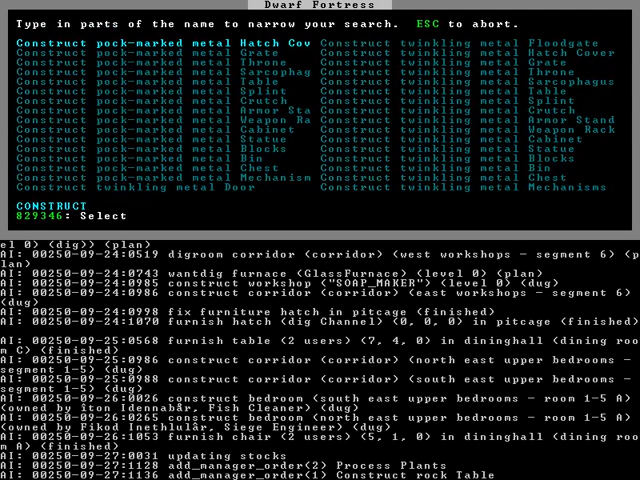 Dwarf Fortress
Type in parts of the name to narrow your search.  ESC to abort.
Construct pock-marked metal Hatch Cov Construct twinkling metal Floodgate
Construct pock-marked metal Grate Construct twinkling metal Hatch Cover
Construct pock-marked metal Throne Construct twinkling metal Grate
Construct pock-marked metal Sarcophag Construct twinkling metal Throne
Construct pock-marked metal Table Construct twinkling metal Sarcophagus
Construct pock-marked metal Splint Construct twinkling metal Table
Construct pock-marked metal Crutch Construct twinkling metal Splint
Construct pock-marked metal Armor Sta Construct twinkling metal Crutch
Construct pock-marked metal Weapon Ra Construct twinkling metal Armor Stand
Construct pock-marked metal Cabinet Construct twinkling metal Weapon Rack
Construct pock-marked metal Statue Construct twinkling metal Cabinet
Construct pock-marked metal Blocks Construct twinkling metal Statue
Construct pock-marked metal Bin Construct twinkling metal Blocks
Construct pock-marked metal Chest Construct twinkling metal Bin
Construct pock-marked metal Mechanism Construct twinkling metal Chest
Construct twinkling metal Door Construct twinkling metal Mechanisms
CONSTRUCT
829346: Select
el 0) (dig)) (plan)
AI: 00250-09-24:0519 digroom corridor (corridor) (west workshops - segment 6) (p
lan)
AI: 00250-09-24:0743 wantdig furnace (GlassFurnace) (level 0) (plan)
AI: 00250-09-24:0985 construct workshop ("SOAP_MAKER") (level 0) (dug)
AI: 00250-09-24:0986 construct corridor (corridor) (east workshops - segment 6)
(dug)
AI: 00250-09-24:0998 fix furniture hatch in pitcage (finished)
AI: 00250-09-24:1070 furnish hatch (dig Channel) (0, 0, 0) in pitcage (finished)
AI: 00250-09-25:0568 furnish table (2 users) (7, 4, 0) in dininghall (dining roo
m C) (finished)
AI: 00250-09-25:0986 construct corridor (corridor) (north east upper bedrooms -
segment 1-5) (dug)
AI: 00250-09-25:0988 construct corridor (corridor) (south east upper bedrooms -
segment 1-5) (dug)
AI: 00250-09-26:0026 construct bedroom (south east upper bedrooms - room 1-5 A)
(owned by îton Idennabâr, Fish Cleaner) (dug)
AI: 00250-09-26:0265 construct bedroom (north east upper bedrooms - room 1-5 A)
(owned by Fikod Inethlulâr, Siege Engineer) (dug)
AI: 00250-09-26:1053 furnish chair (2 users) (5, 1, 0) in dininghall (dining roo
m A) (finished)
AI: 00250-09-27:0031 updating stocks
AI: 00250-09-27:1128 add_manager_order(2) Process Plants
AI: 00250-09-27:1136 add_manager_order(1) Construct rock Table